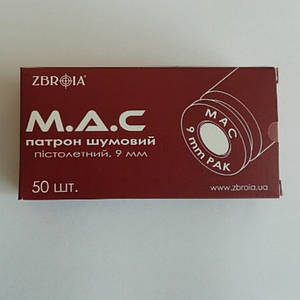 ZBROIA
М.А.С
патрон шумовий
пістолетний, 9 мм
50 шт.
MAC
9 mm PAK
www.zbroia.ua